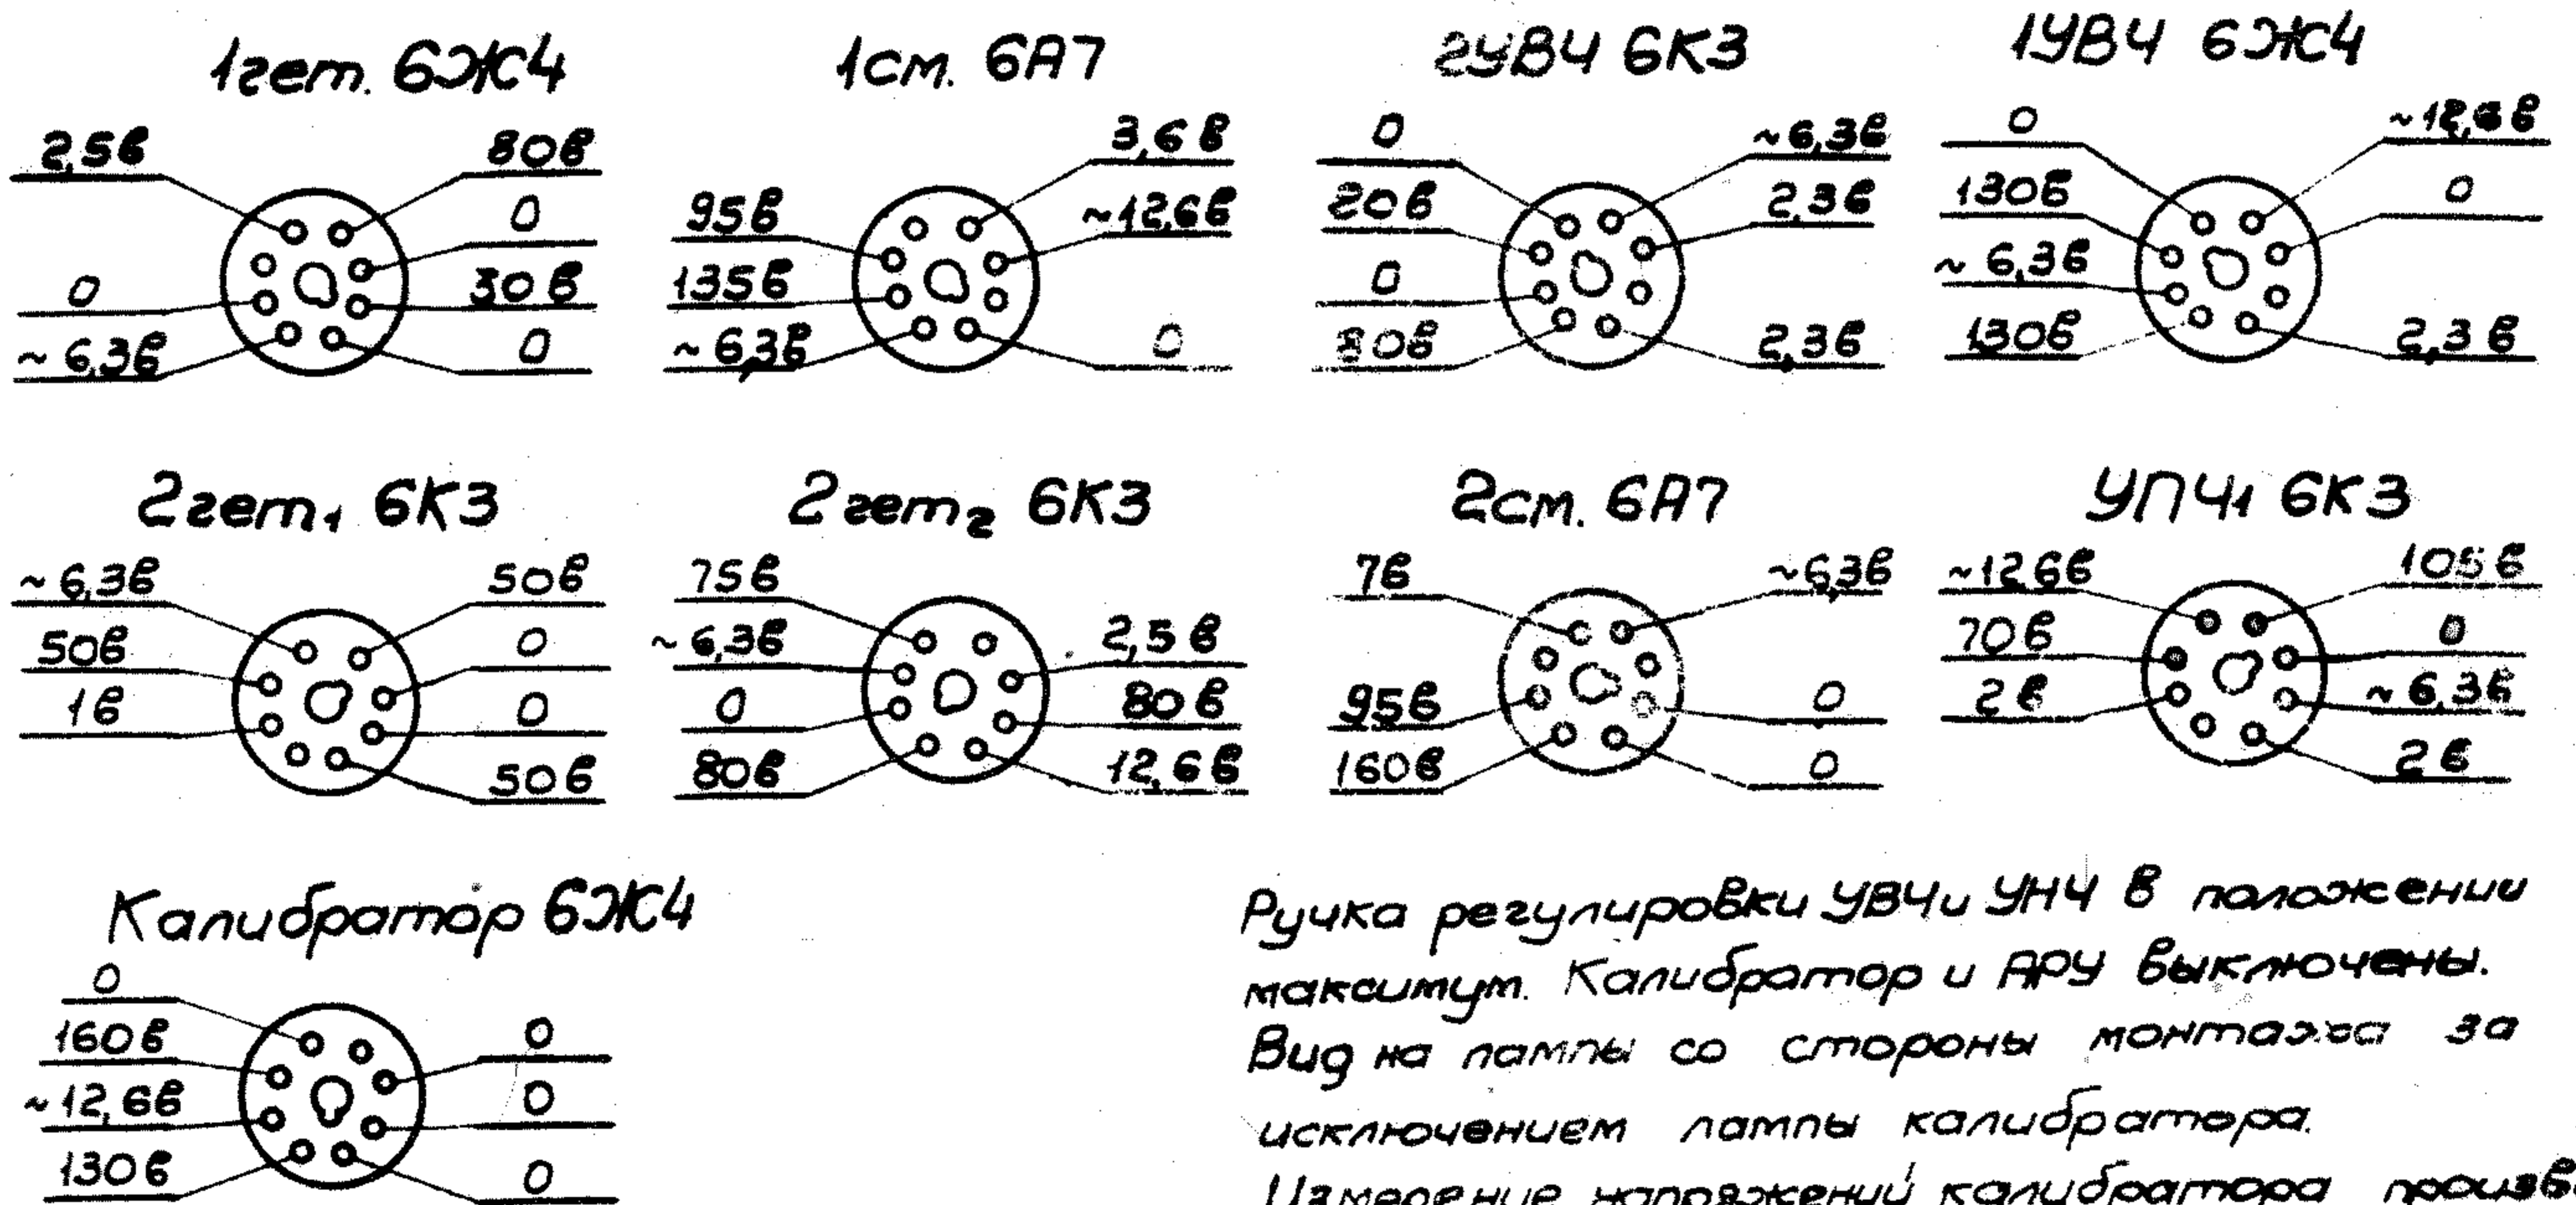 1гет. 6Ж4 1см. 6А7 2УВЧ 6К3 1УВЧ 6Ж4
2,5в 80в 3,6в 0 ~6,3в 0 ~12,6в
0 95в ~12,6в 20в 2,3в 130в 0
0 30в 135в 0 ~6,3в
~6,3в 0 ~6,3в 0 80в 2,3в 130в 2,3в
2гет₁ 6К3 2гет₂ 6К3 2см. 6А7 УПЧ₁ 6К3
~6,3в 50в 75в 7в ~6,3в ~12,6в 105в
50в 0 ~6,3в 2,5в 70в 0
1в 0 0 80в 95в 0 2в ~6,3в
50в 80в 12,6в 160в 0 2в
Калибратор 6Ж4
0
160в 0
~12,6в 0
130в 0
Ручка регулировки УВЧ и УНЧ в положении
максимум. Калибратор и АРУ выключены.
Вид на лампы со стороны монтажа за
исключением лампы калибратора.
Измерение напряжений калибратора произв